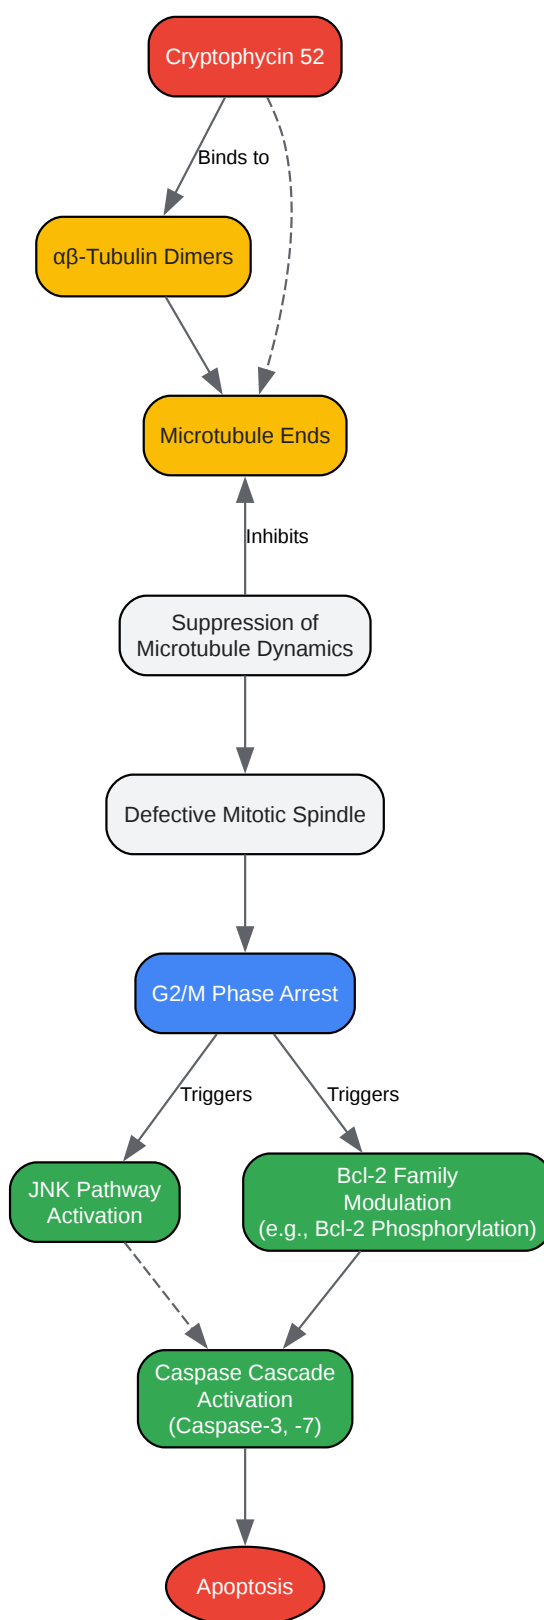 Cryptophycin 52
Binds to
αβ-Tubulin Dimers
Microtubule Ends
Inhibits
Suppression of
Microtubule Dynamics
Defective Mitotic Spindle
G2/M Phase Arrest
Triggers
Triggers
JNK Pathway
Activation
Bcl-2 Family
Modulation
(e.g., Bcl-2 Phosphorylation)
Caspase Cascade
Activation
(Caspase-3, -7)
Apoptosis